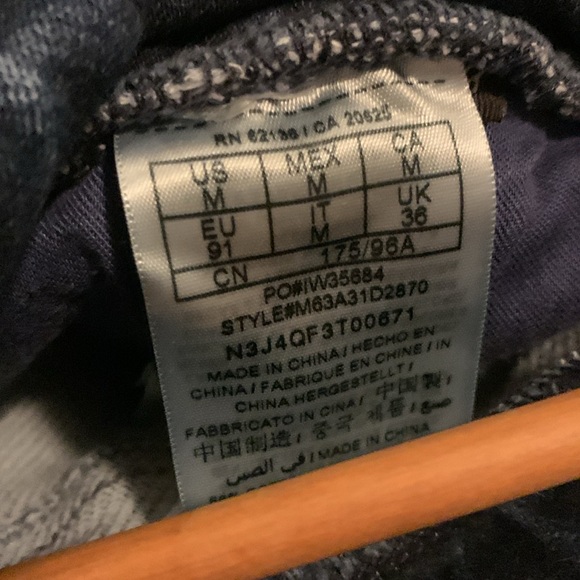 RN 62136 / CA 20625
US MEX CA
M M M
EU IT UK
91 M 36
CN 175/96A
PO#IW35684
STYLE#M63A31D2870
N3J4QF3T00671
MADE IN CHINA / HECHO EN
CHINA / FABRIQUE EN CHINE / IN
CHINA HERGESTELLT /
FABBRICATO IN CINA / 中国製 /
中国制造 / 중국 제품 / صنع
في الصين / MADE IN CHINA